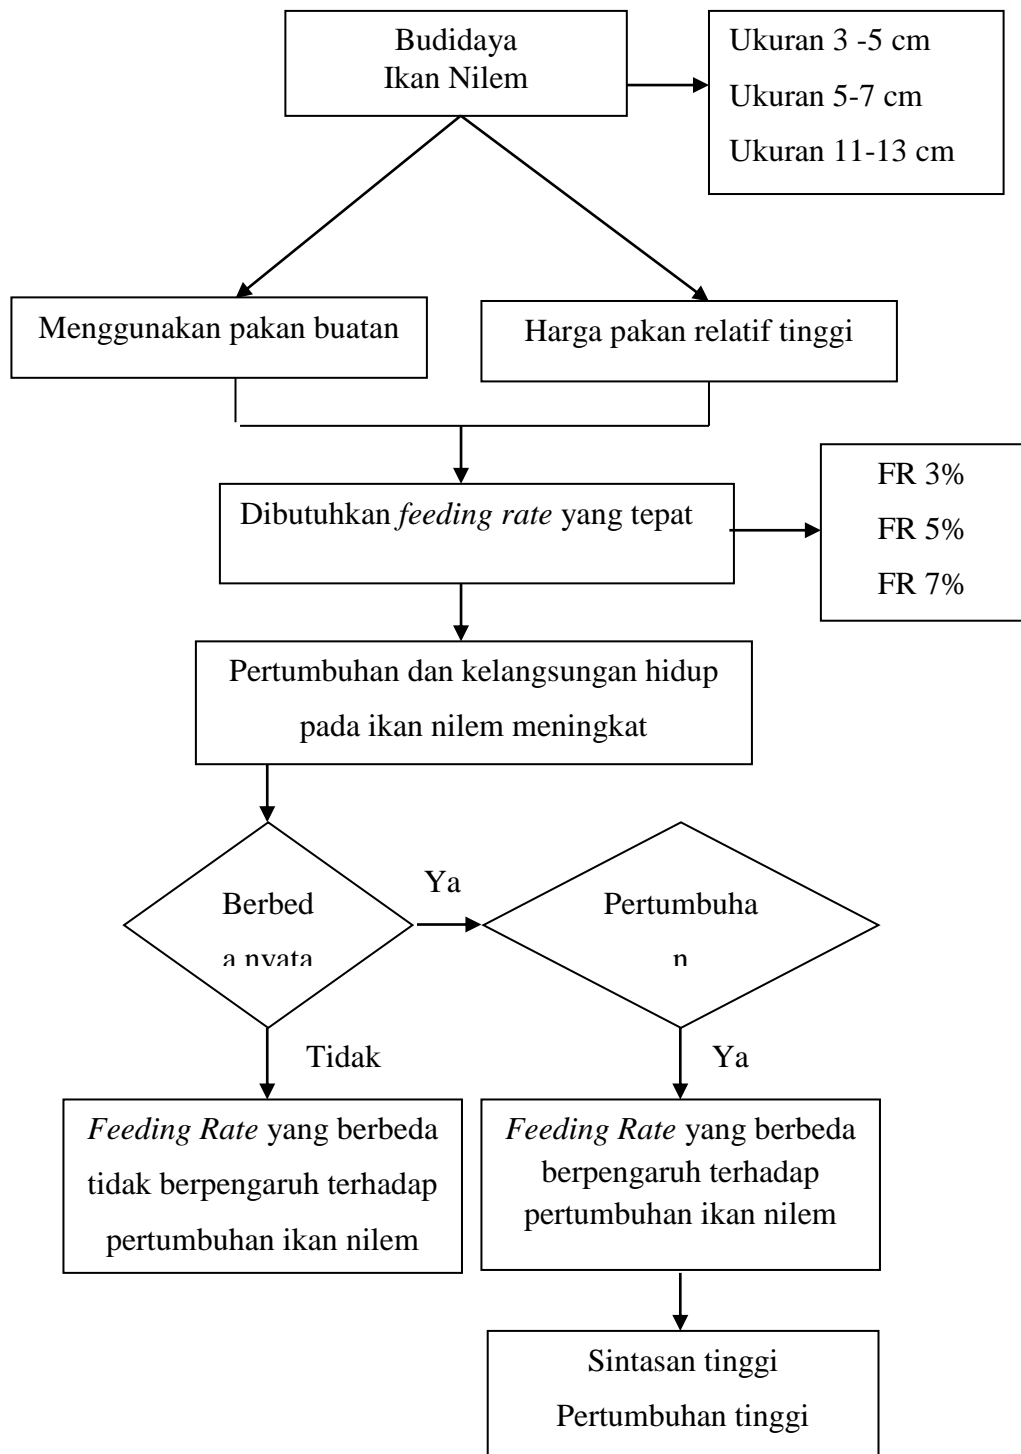 Budidaya
Ikan Nilem
Ukuran 3 -5 cm
Ukuran 5-7 cm
Ukuran 11-13 cm
Menggunakan pakan buatan
Harga pakan relatif tinggi
Dibutuhkan feeding rate yang tepat
FR 3%
FR 5%
FR 7%
Pertumbuhan dan kelangsungan hidup
pada ikan nilem meningkat
Berbed
a nyata
Ya
Pertumbuha
n
Tidak
Ya
Feeding Rate yang berbeda
tidak berpengaruh terhadap
pertumbuhan ikan nilem
Feeding Rate yang berbeda
berpengaruh terhadap
pertumbuhan ikan nilem
Sintasan tinggi
Pertumbuhan tinggi